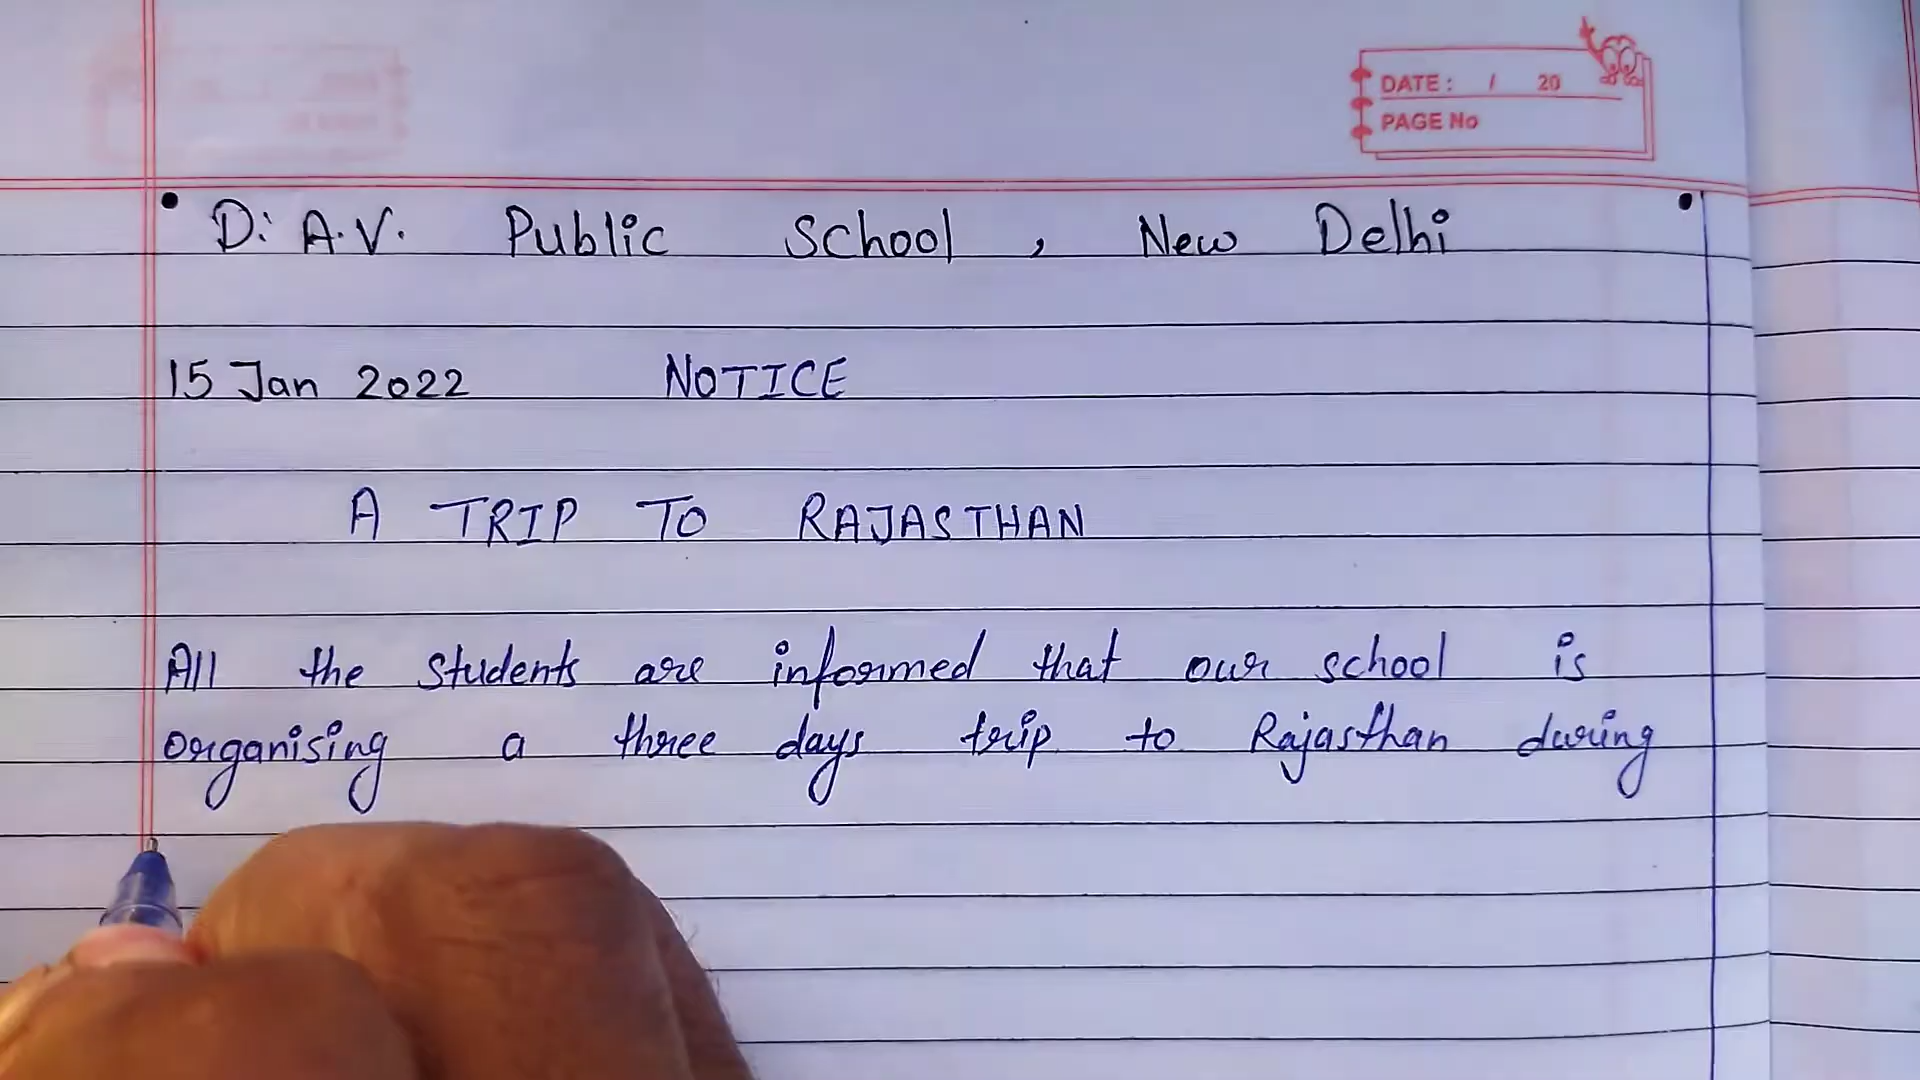 DATE : / 20
PAGE No
D. A.V. Public School , New Delhi
15 Jan 2022 NOTICE
A TRIP TO RAJASTHAN
All the students are informed that our school is
organising a three days trip to Rajasthan during